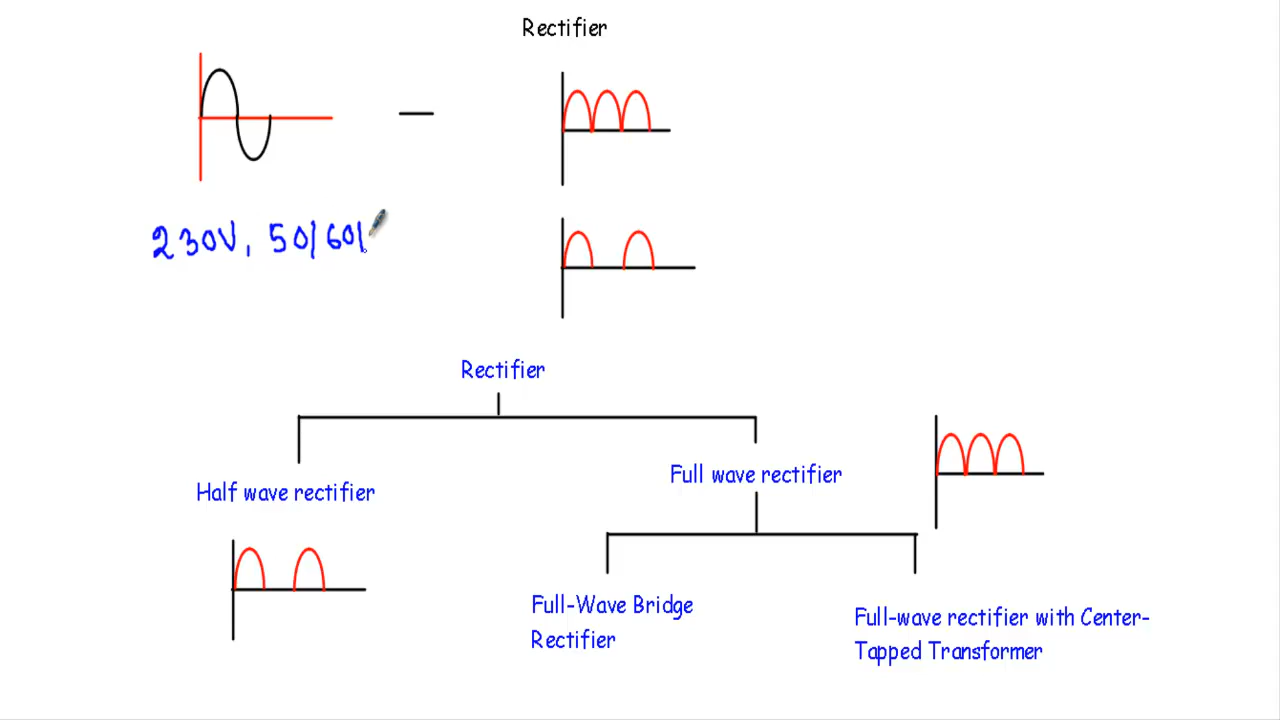 Rectifier
230V, 50/60
Rectifier
Half wave rectifier
Full wave rectifier
Full-Wave Bridge
Rectifier
Full-wave rectifier with Center-
Tapped Transformer